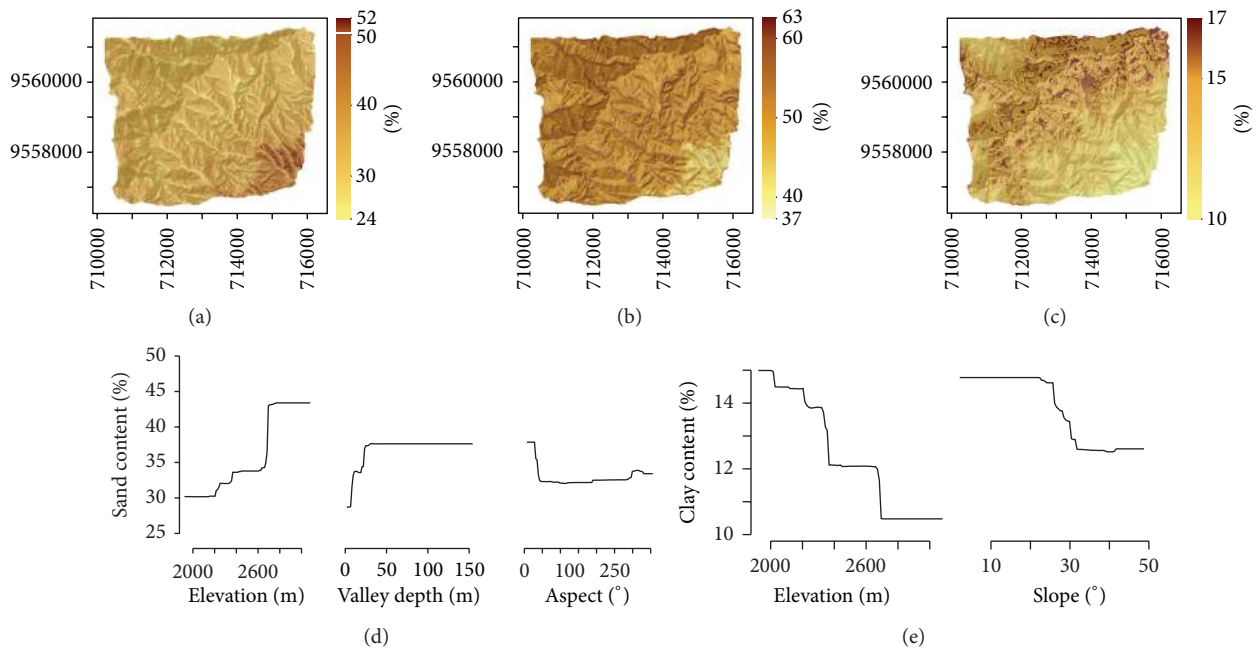 52
50
40
30
24
(%)
9560000
9558000
710000
712000
714000
716000
(a)
63
60
50
40
37
(%)
710000
712000
714000
716000
(b)
17
15
10
(%)
9560000
9558000
710000
712000
714000
716000
(c)
50
45
40
35
30
25
Sand content (%)
2000 2600
Elevation (m)
0 50 100 150
Valley depth (m)
0 100 250
Aspect (°)
(d)
14
12
10
Clay content (%)
2000 2600
Elevation (m)
10 30 50
Slope (°)
(e)